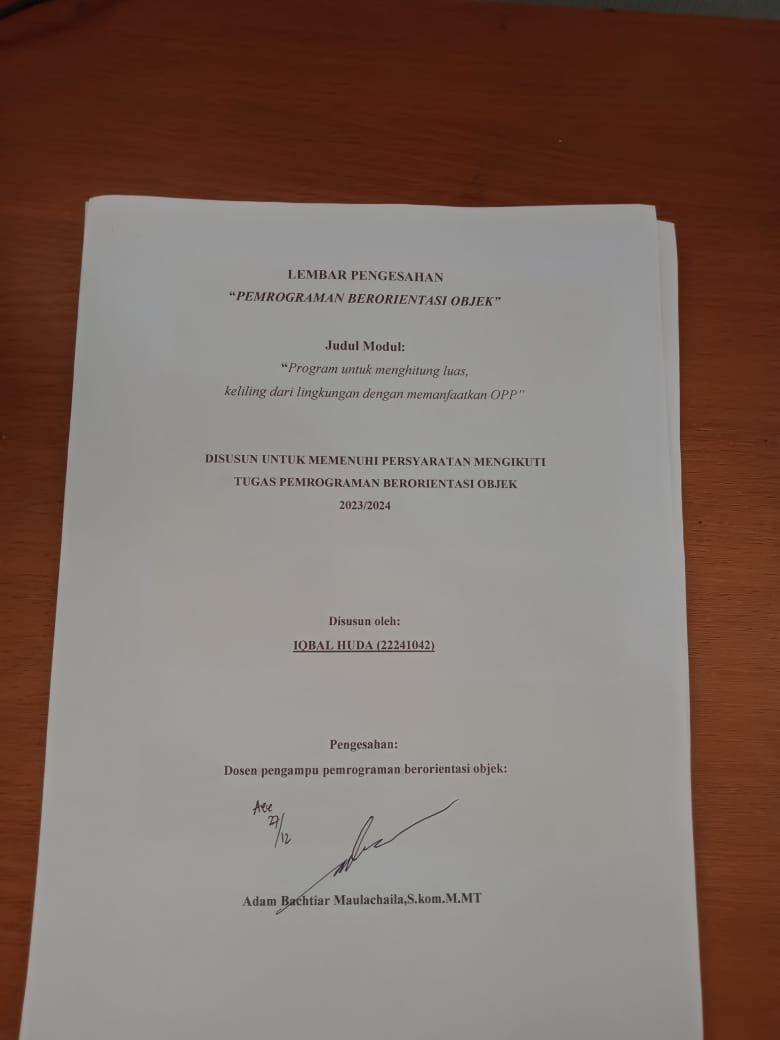 LEMBAR PENGESAHAN
“PEMROGRAMAN BERORIENTASI OBJEK”
Judul Modul:
“Program untuk menghitung luas,
keliling dari lingkungan dengan memanfaatkan OPP”
DISUSUN UNTUK MEMENUHI PERSYARATAN MENGIKUTI
TUGAS PEMROGRAMAN BERORIENTASI OBJEK
2023/2024
Disusun oleh:
IQBAL HUDA (22241042)
Pengesahan:
Dosen pengampu pemrograman berorientasi objek:
Acc
27/12
Adam Bachtiar Maulachaila,S.kom.M.MT